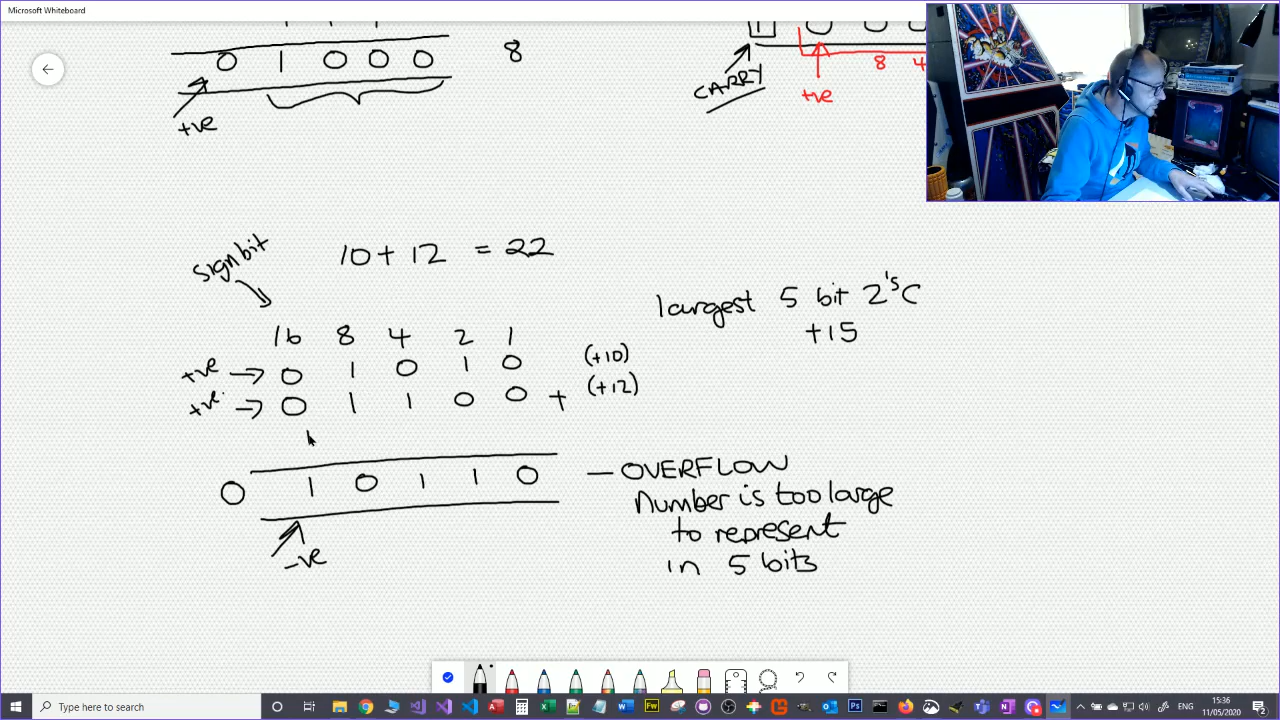 Microsoft Whiteboard
0 1 0 0 0 8
+ve
CARRY
8 4
+ve
sign bit
10 + 12 = 22
16 8 4 2 1
+ve → 0 1 0 1 0 (+10)
+ve → 0 1 1 0 0 + (+12)
0 1 0 1 1 0
-ve
largest 5 bit 2'sC
+15
— OVERFLOW
Number is too large
to represent
in 5 bits
Type here to search
ENG
15:36
11/05/2020
2